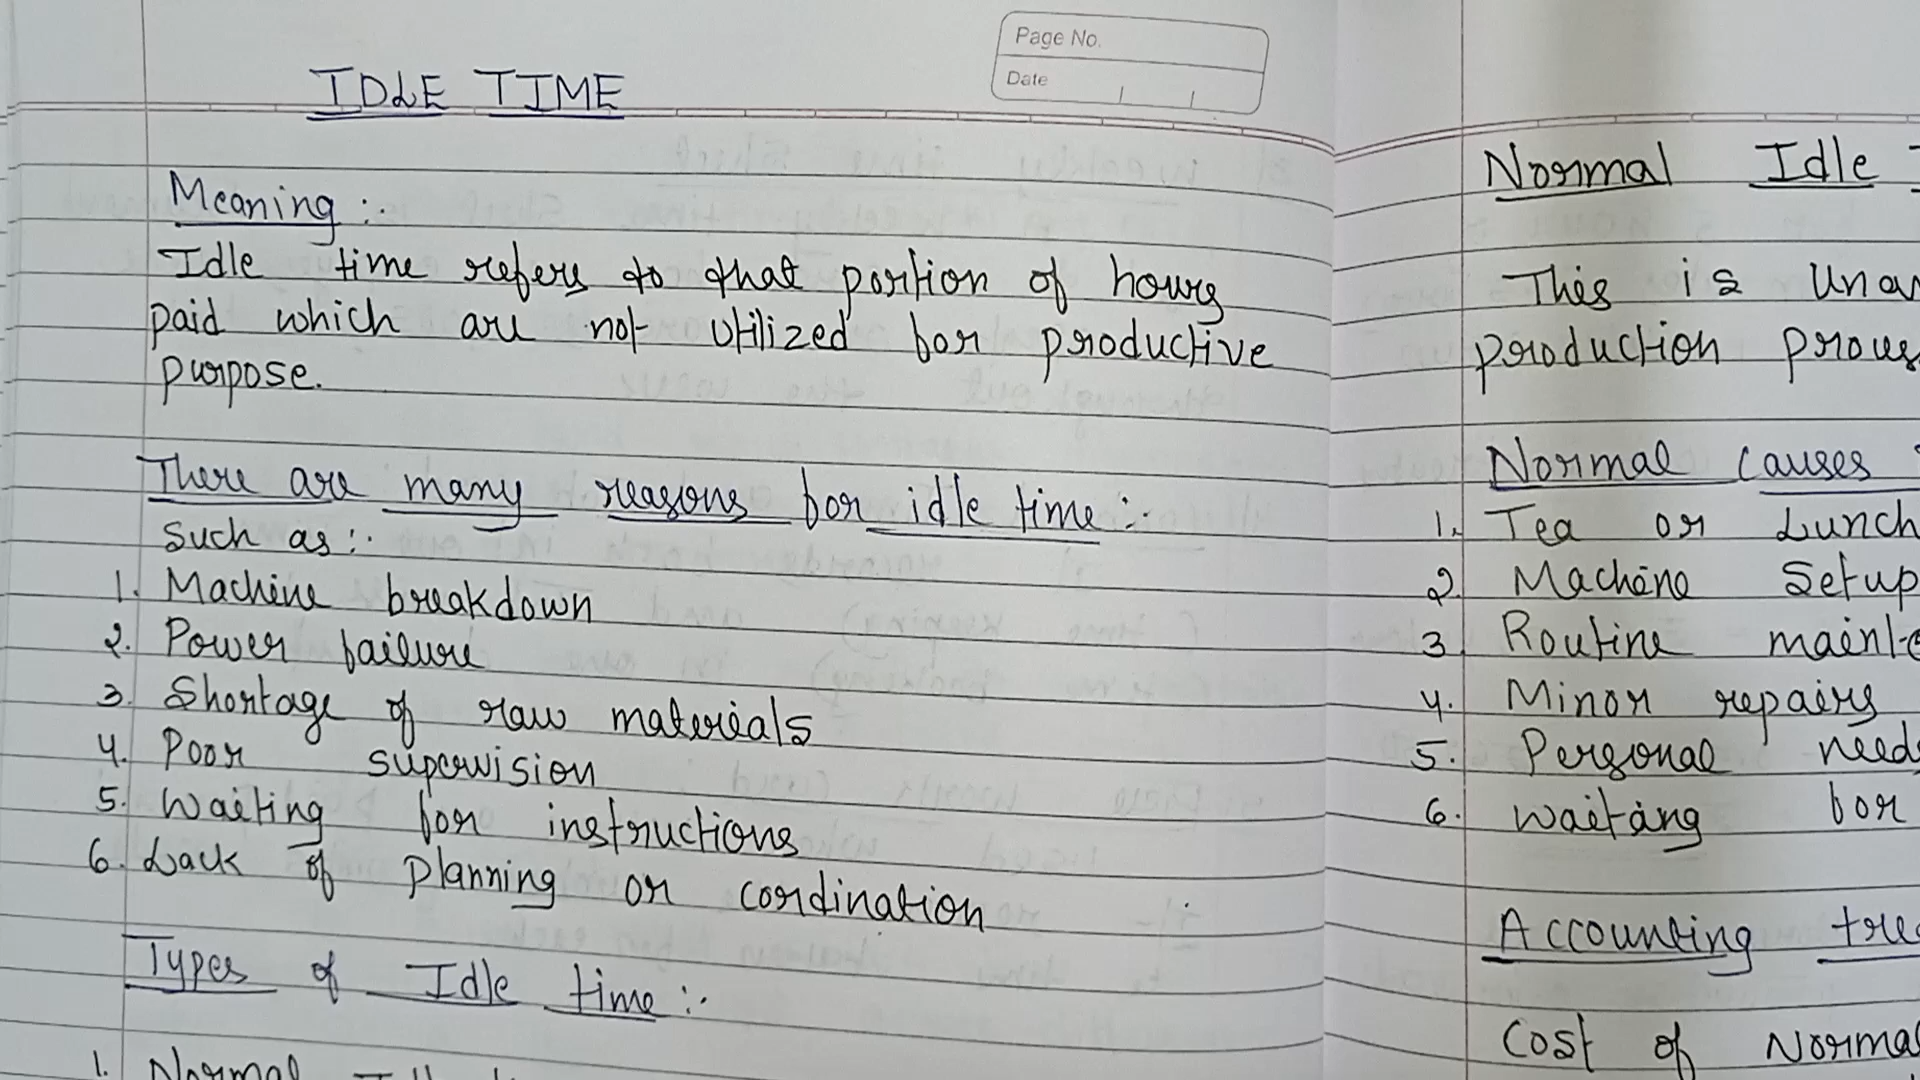 Page No.
Date
IDLE TIME
Meaning :-
Idle time refers to that portion of hours
paid which are not utilized for productive
purpose.
There are many reasons for idle time :-
Such as :-
1. Machine breakdown
2. Power failure
3. Shortage of raw materials
4. Poor supervision
5. Waiting for instructions
6. Lack of planning or cordination
Types of Idle time :-
1. Normal
Normal Idle
This is
production
Normal Causes
1. Tea or Lunch
2. Machine Setup
3 Routine
4. Minor repairs
5. Personal need
6. waiting for
Accounting
Cost of Norma